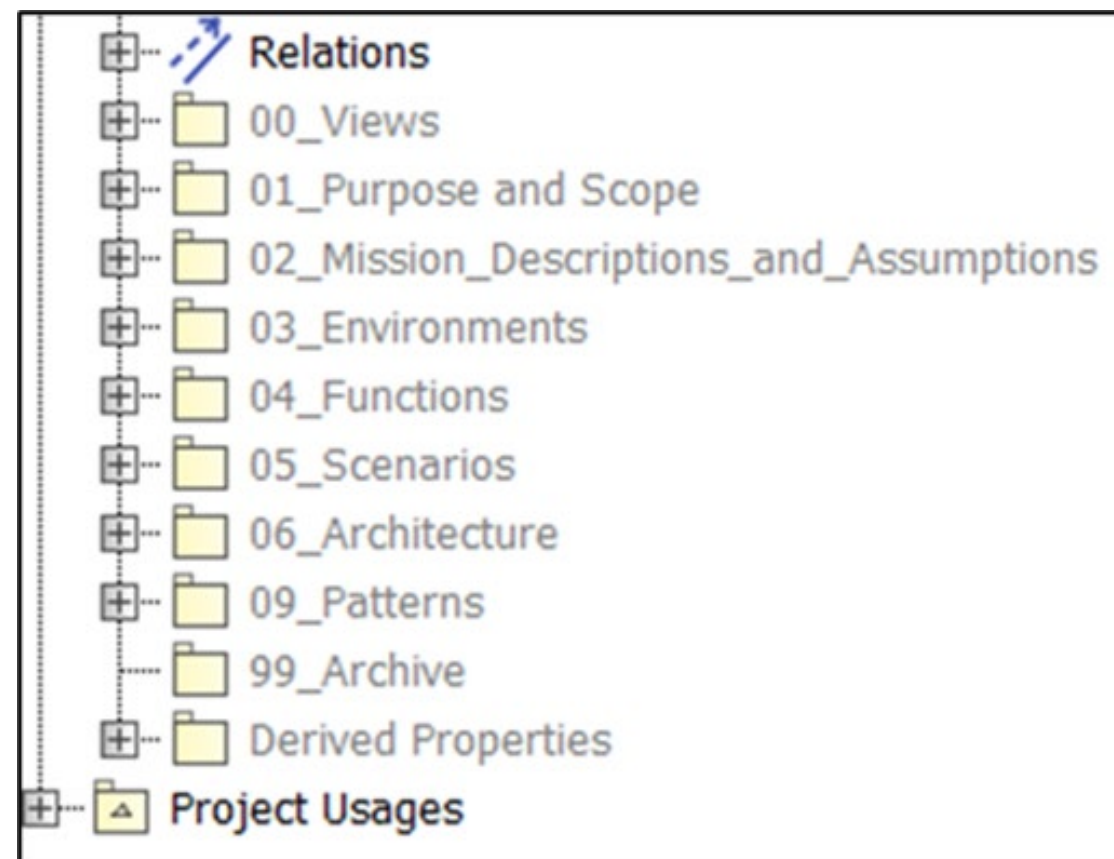 Relations
00_Views
01_Purpose and Scope
02_Mission_Descriptions_and_Assumptions
03_Environments
04_Functions
05_Scenarios
06_Architecture
09_Patterns
99_Archive
Derived Properties
Project Usages